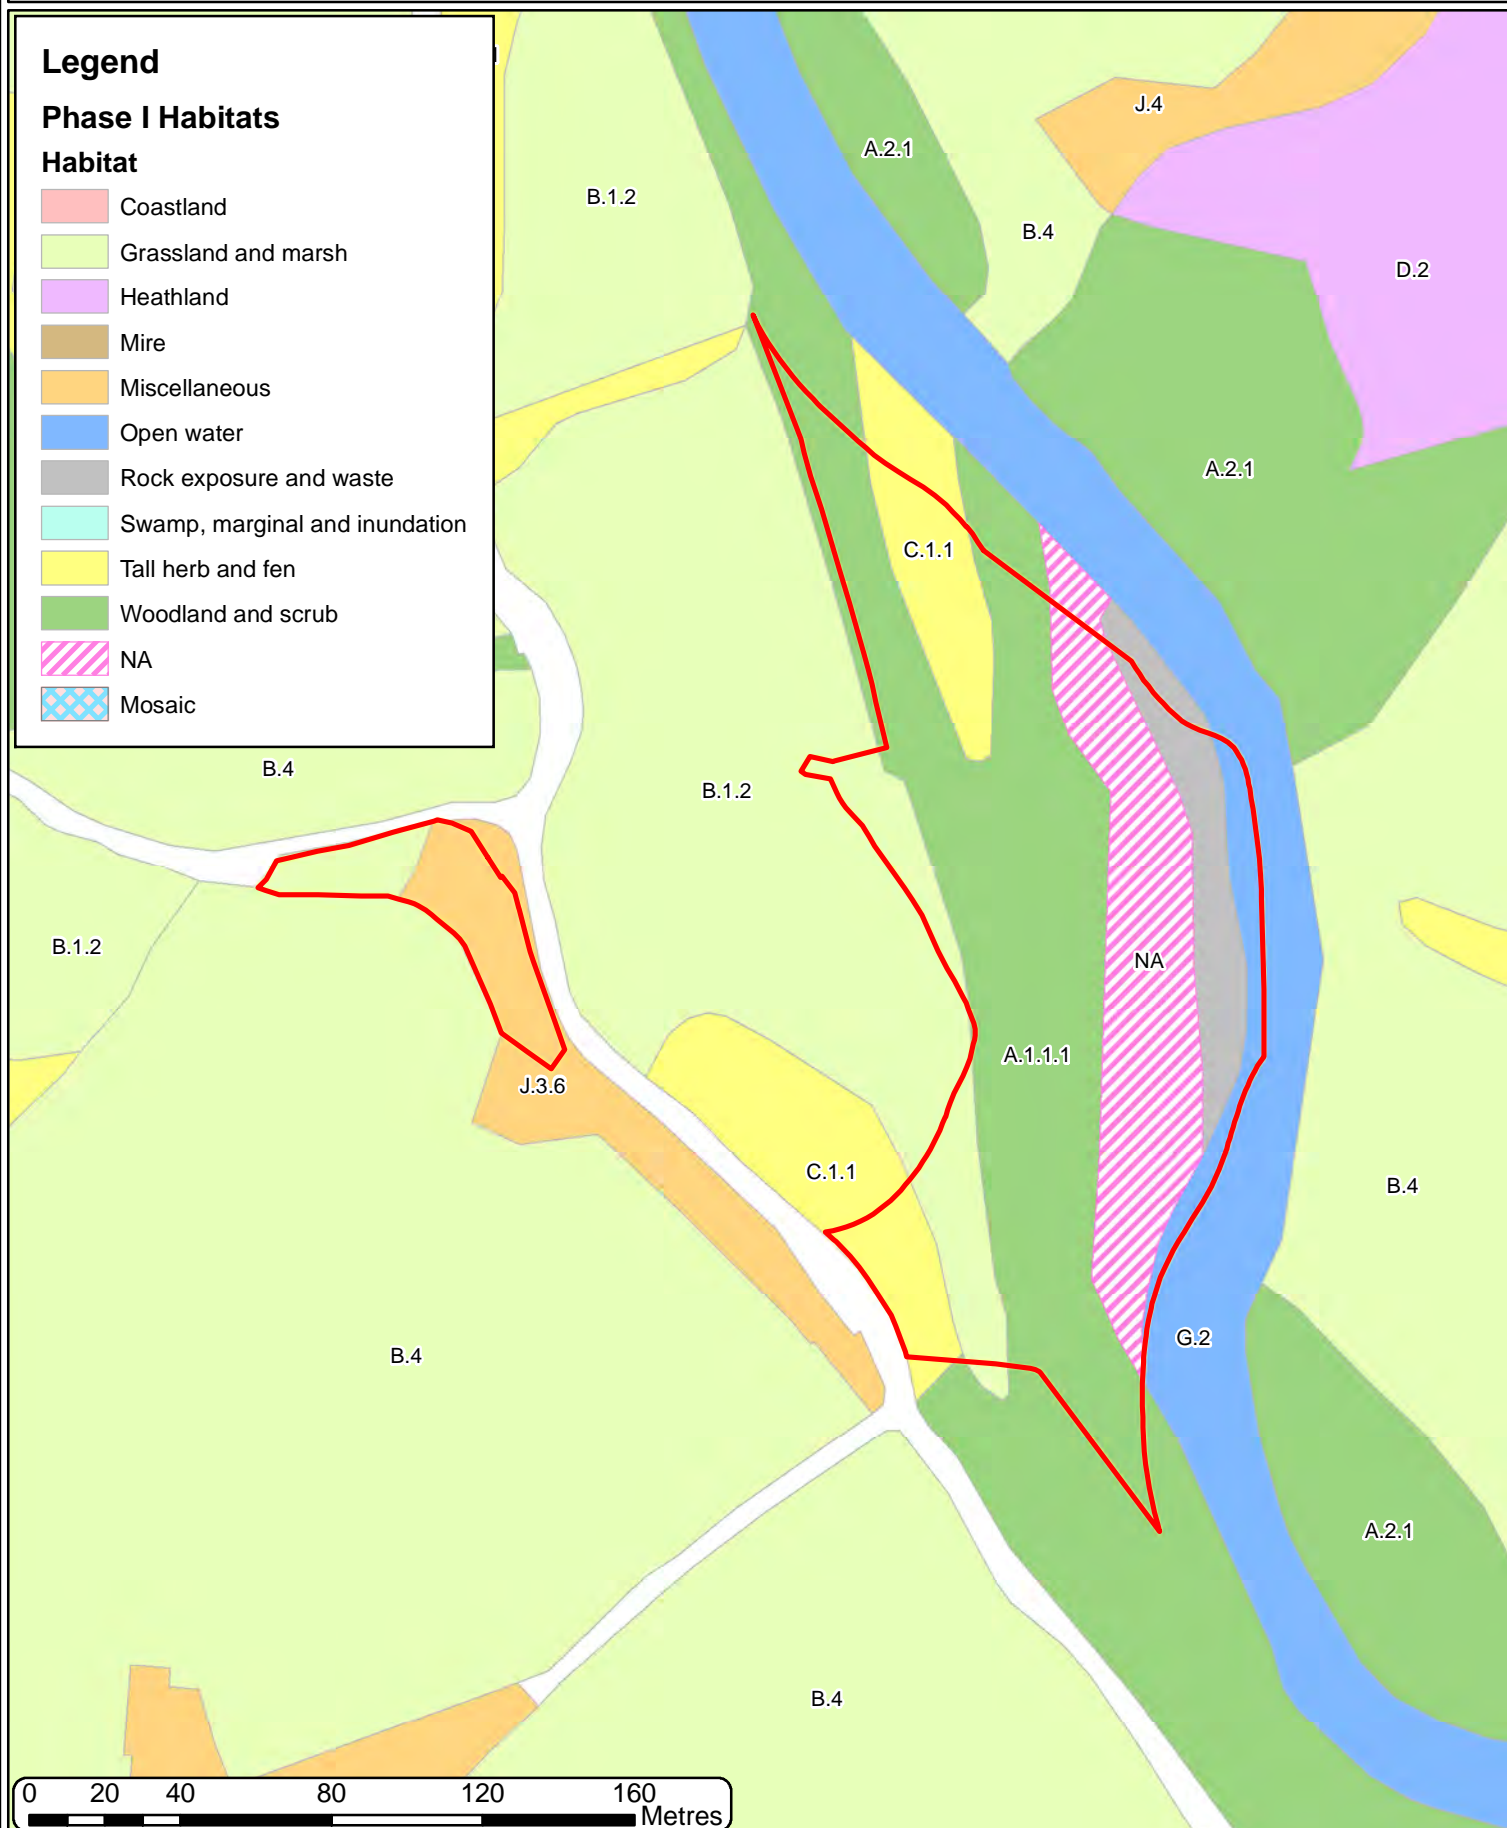 Legend
Phase I Habitats
Habitat
Coastland
Grassland and marsh
Heathland
Mire
Miscellaneous
Open water
Rock exposure and waste
Swamp, marginal and inundation
Tall herb and fen
Woodland and scrub
NA
Mosaic
J.4
A.2.1
B.1.2
B.4
D.2
A.2.1
C.1.1
B.4
B.1.2
B.1.2
NA
A.1.1.1
J.3.6
C.1.1
B.4
G.2
B.4
A.2.1
B.4
0 20 40 80 120 160
Metres